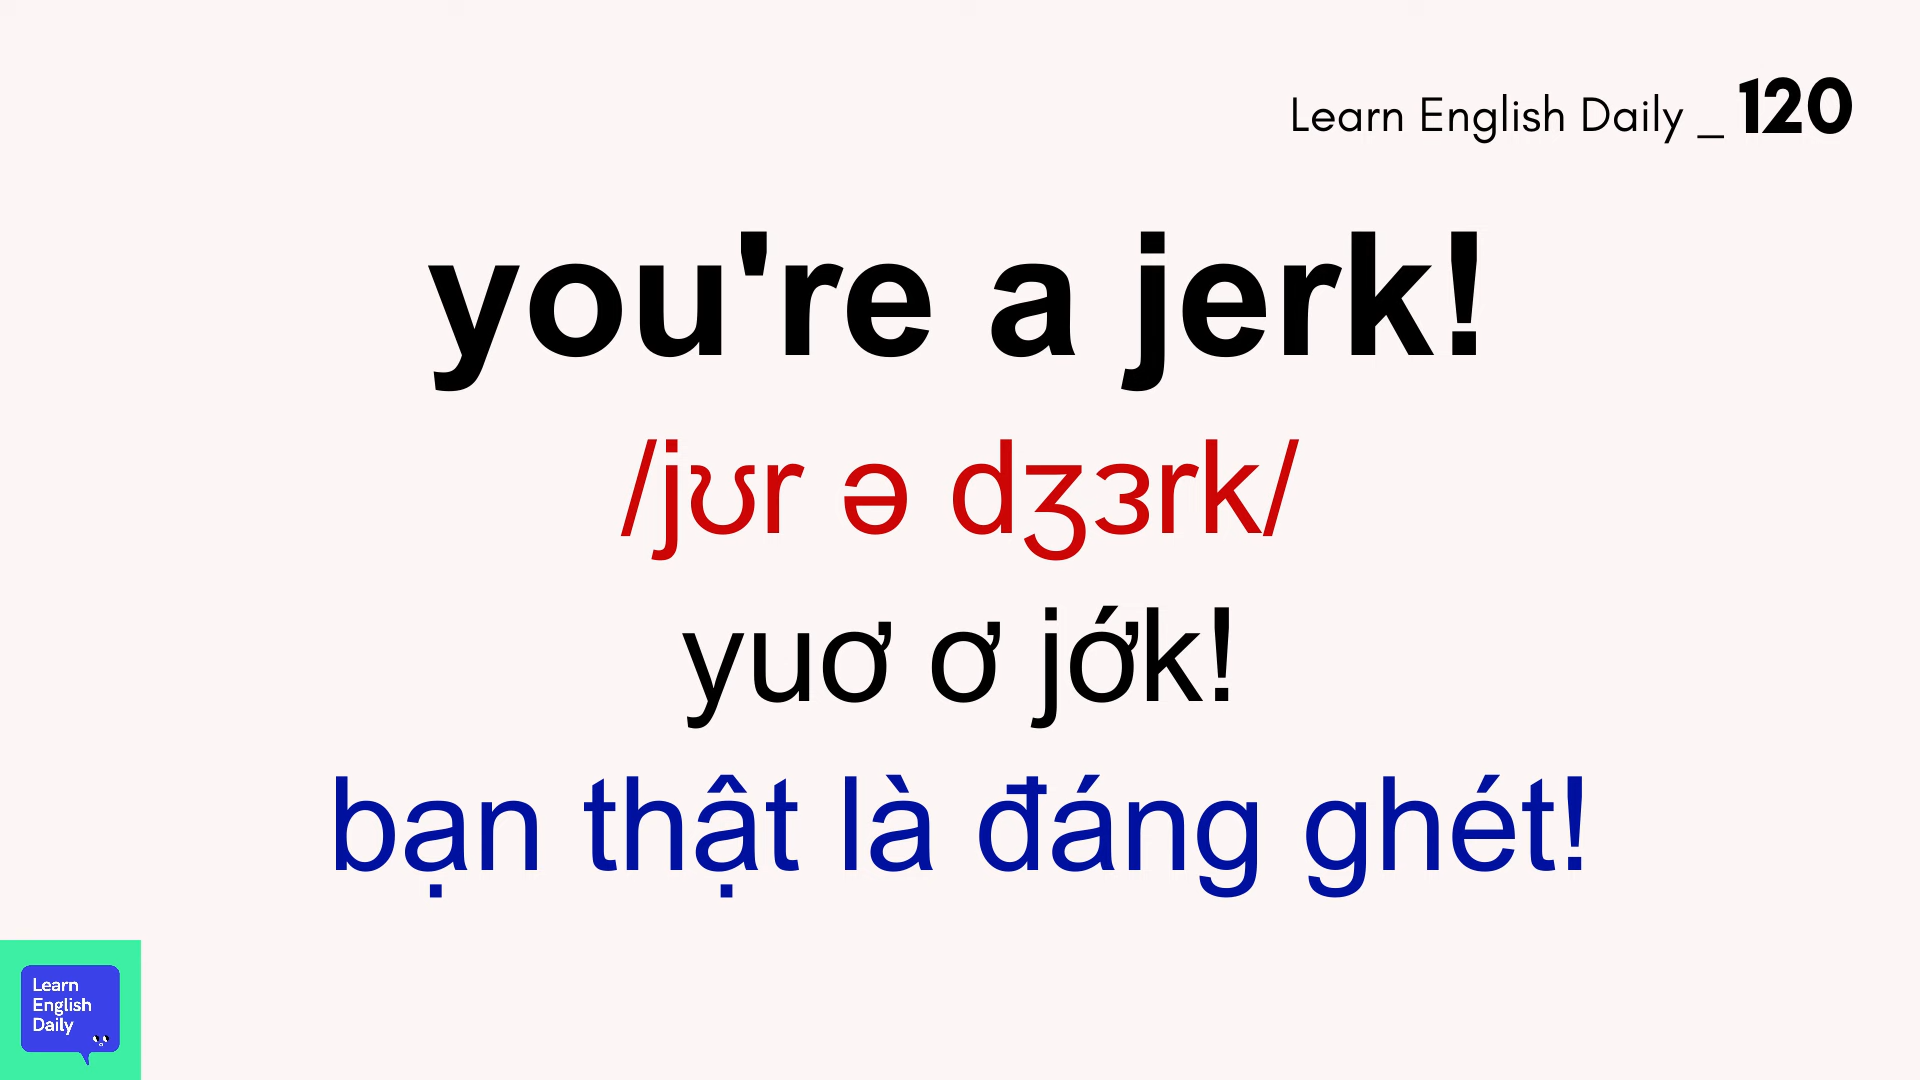 Learn English Daily _ 120
you're a jerk!
/jʊr ə dʒɜrk/
yuơ ơ jớk!
bạn thật là đáng ghét!
Learn
English
Daily